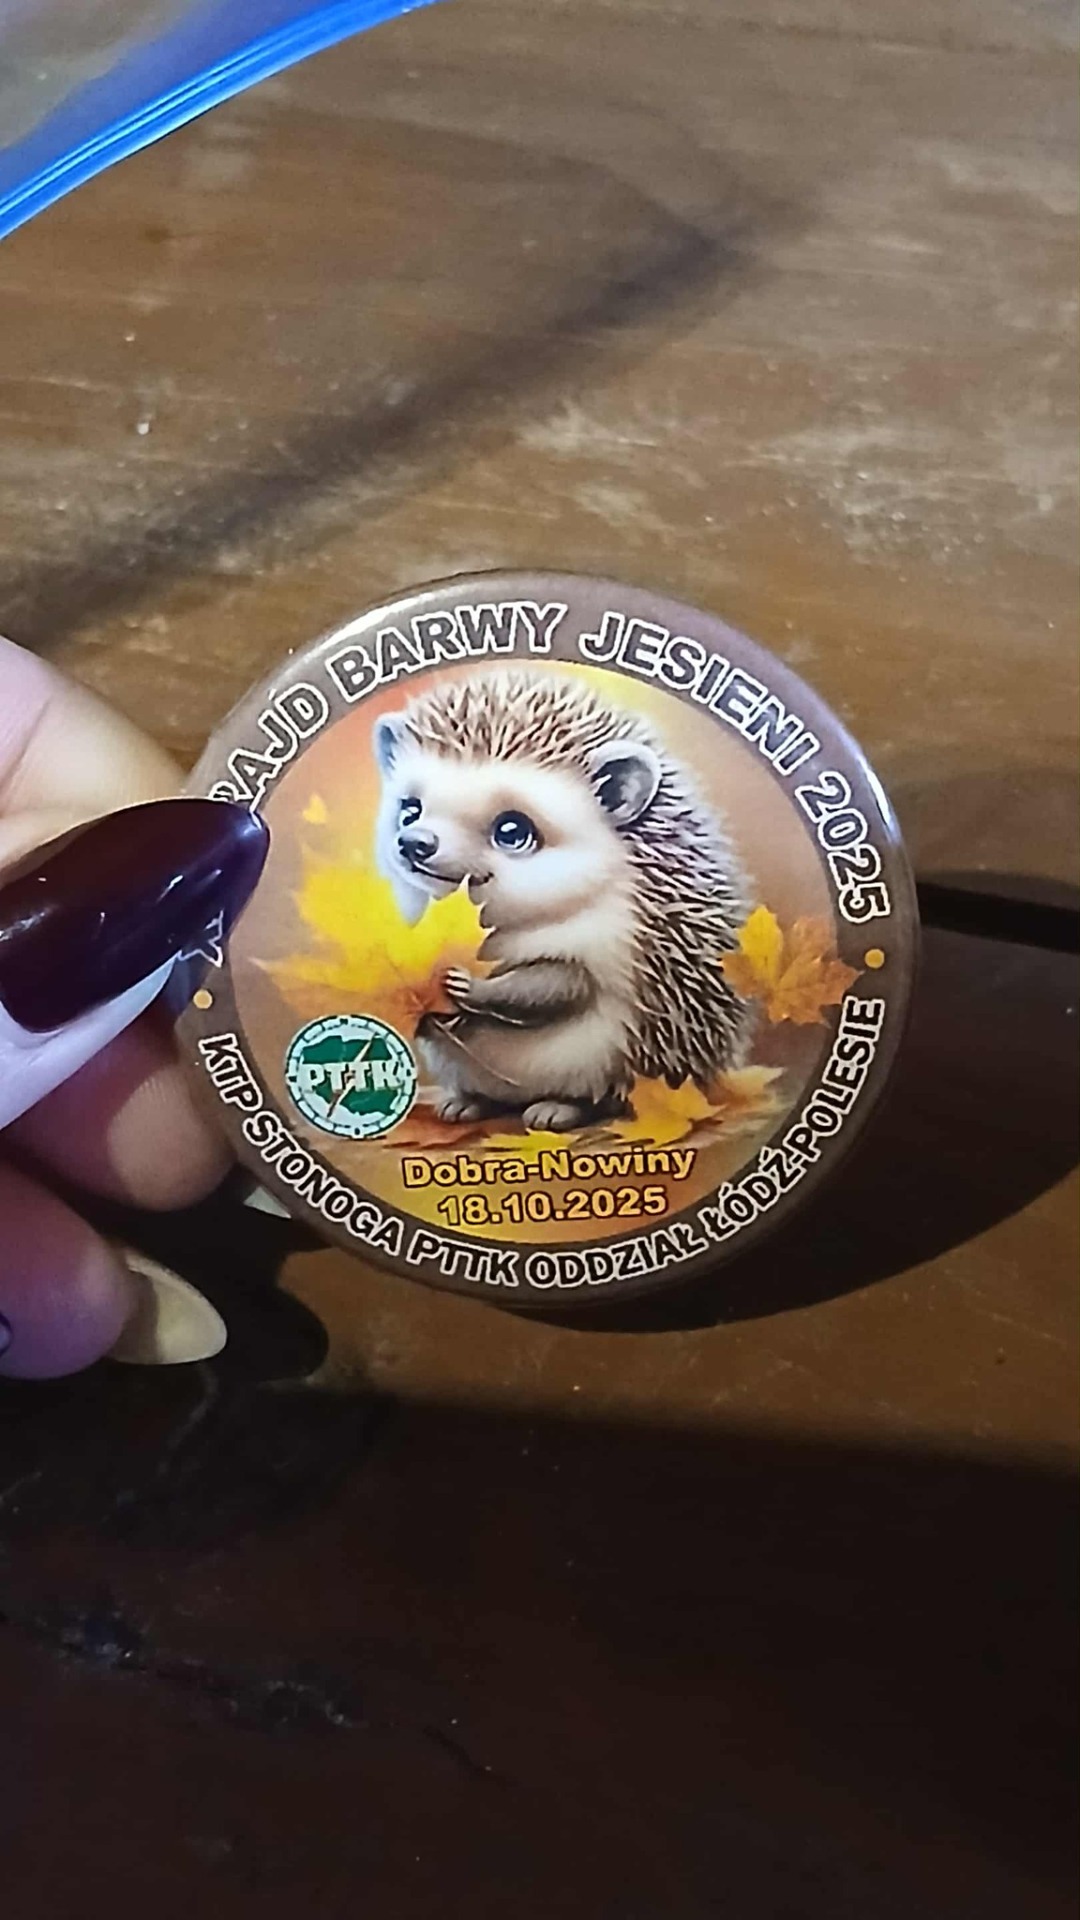 RAJD BARWY JESIENI 2025
PTTK
Dobra-Nowiny
18.10.2025
KTP STONOGA PTTK ODDZIAŁ ŁÓDŹ-POLESIE